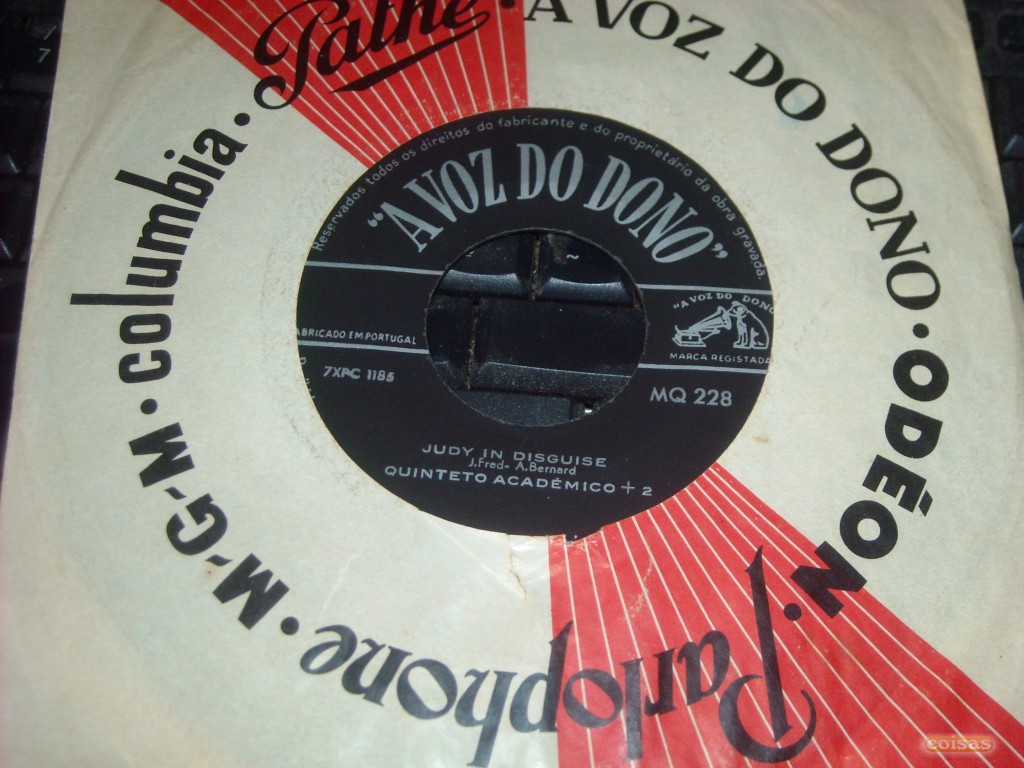 Pathé • A VOZ DO DONO • ODÉON • Parlophone • M-G-M • columbia •
Reservados todos os direitos do fabricante e do proprietário da obra gravada.
"A VOZ DO DONO"
"A VOZ DO DONO
ABRICADO EM PORTUGAL
MARCA REGISTADA
7XPC 1185
MQ 228
JUDY IN DISGUISE
J.Fred- A.Bernard
QUINTETO ACADÉMICO + 2
coisas